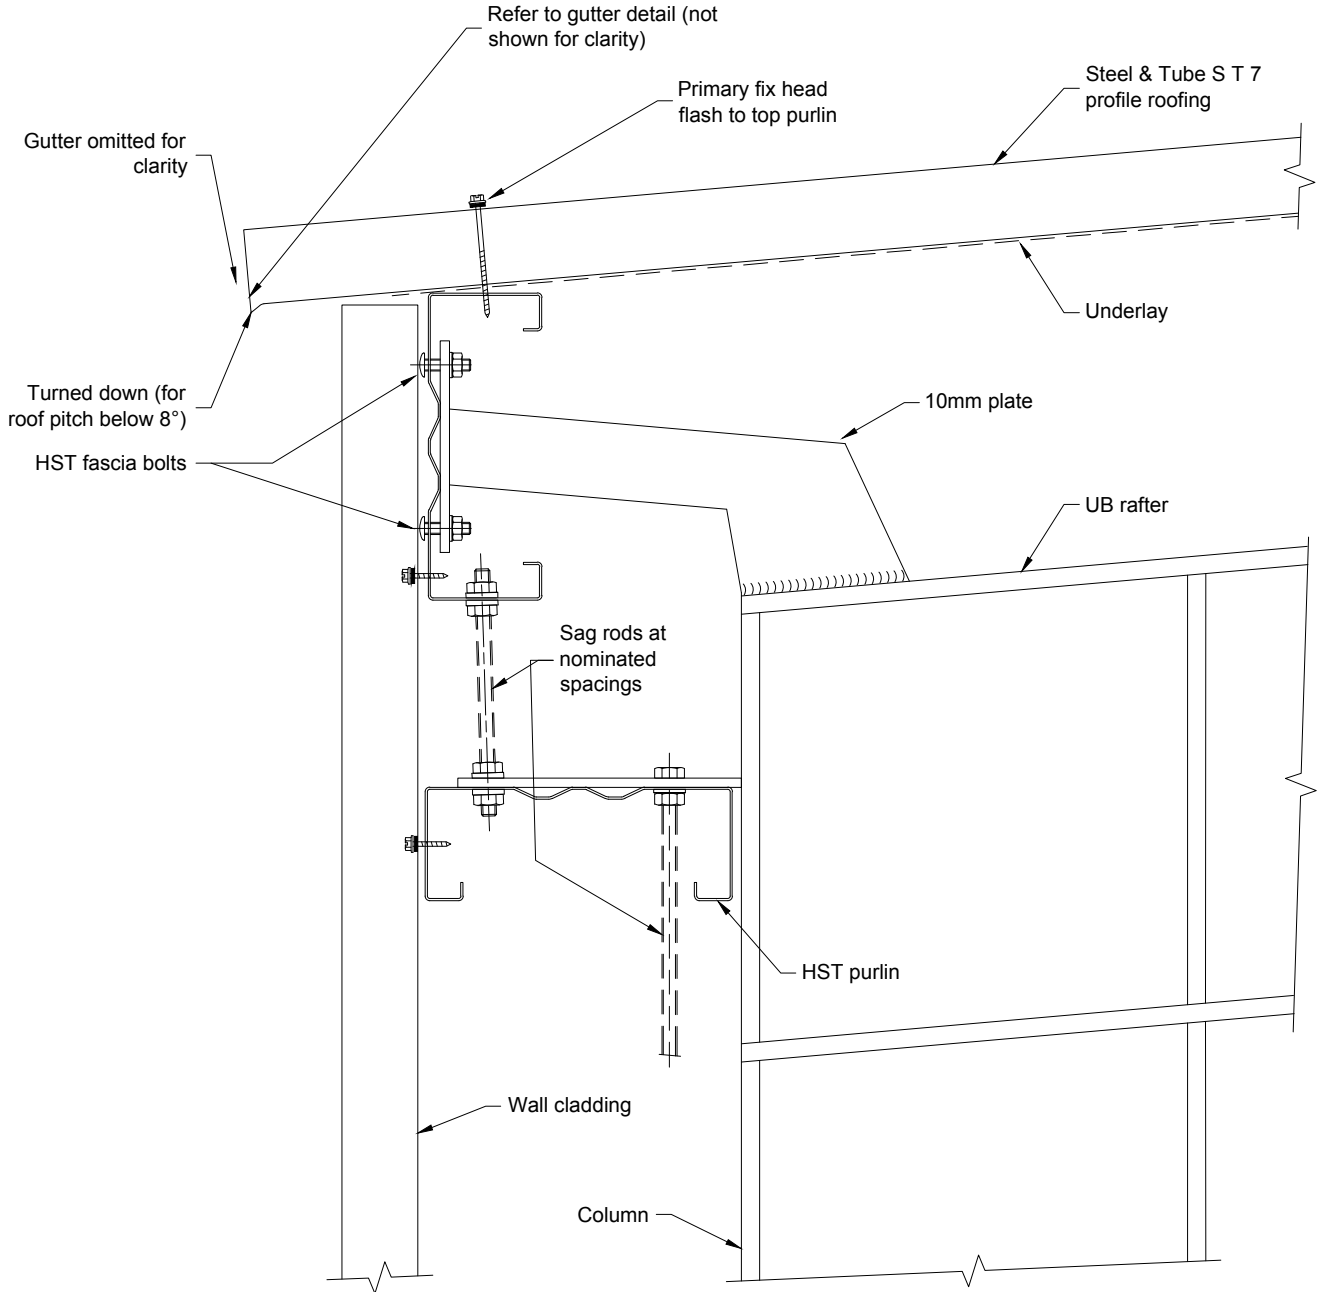 Refer to gutter detail (not
shown for clarity)
Primary fix head
flash to top purlin
Steel & Tube S T 7
profile roofing
Gutter omitted for
clarity
Underlay
Turned down (for
roof pitch below 8°)
10mm plate
HST fascia bolts
UB rafter
Sag rods at
nominated
spacings
HST purlin
Wall cladding
Column